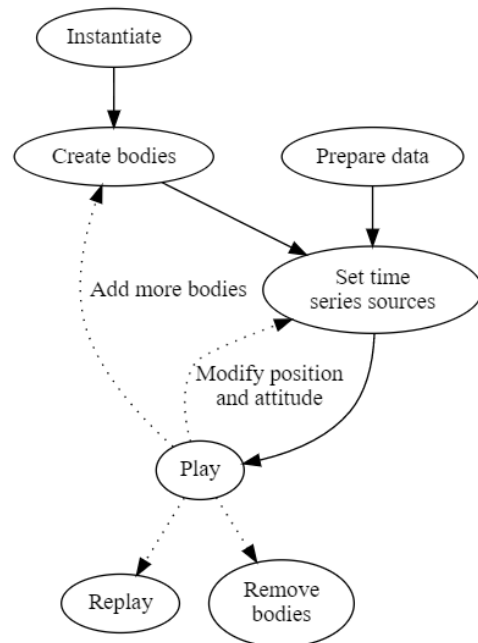 Instantiate
Create bodies
Prepare data
Set time
series sources
Add more bodies
Modify position
and attitude
Play
Replay
Remove
bodies